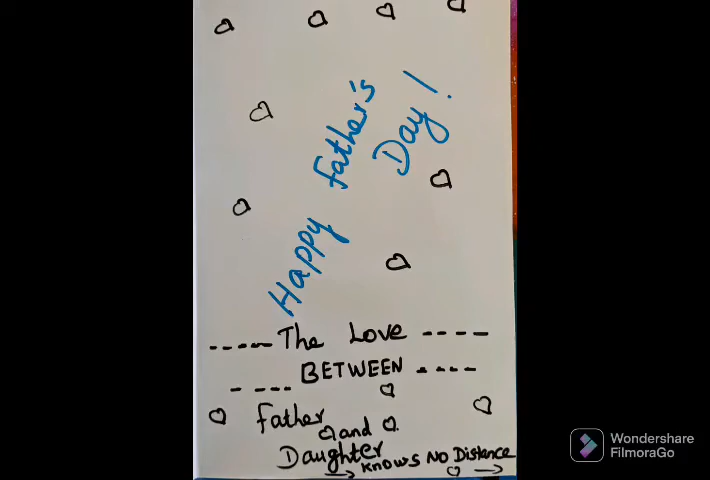 Happy Father's
Day!
----- The Love ----
- ---- BETWEEN ----
Father
and
Daughter
→ KNOWS NO Distance →
Wondershare
FilmoraGo